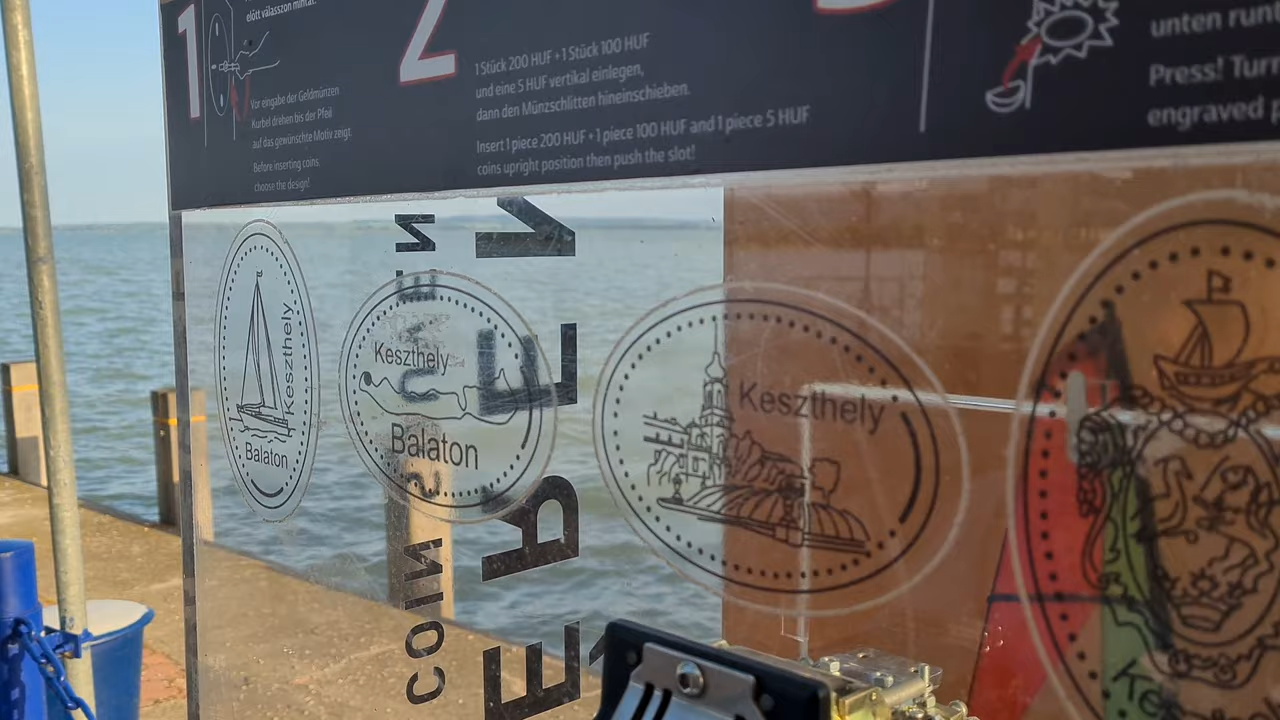 1
előtt válasszon mintát!
Vor eingabe der Geldmünzen
Kurbel drehen bis der Pfeil
auf das gewünschte Motiv zeigt.
Before inserting coins,
choose the design!
2
1 Stück 200 HUF + 1 Stück 100 HUF
und eine 5 HUF vertikal einlegen,
dann den Münzschlitten hineinschieben.
Insert 1 piece 200 HUF + 1 piece 100 HUF and 1 piece 5 HUF
coins upright position then push the slot!
unten
Press!
engraved
Keszthely
Balaton
Keszthely
Balaton
Keszthely
COIN